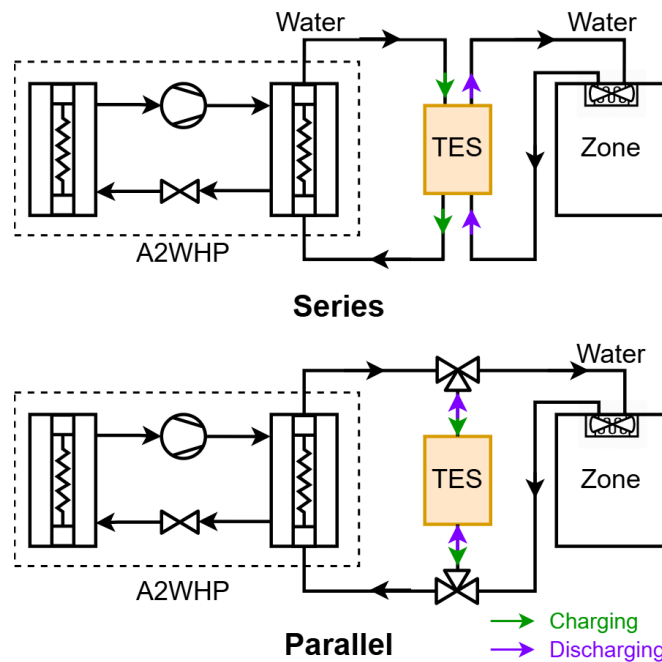 Water
Water
TES
Zone
A2WHP
Series
Water
TES
Zone
A2WHP
Charging
Parallel
Discharging